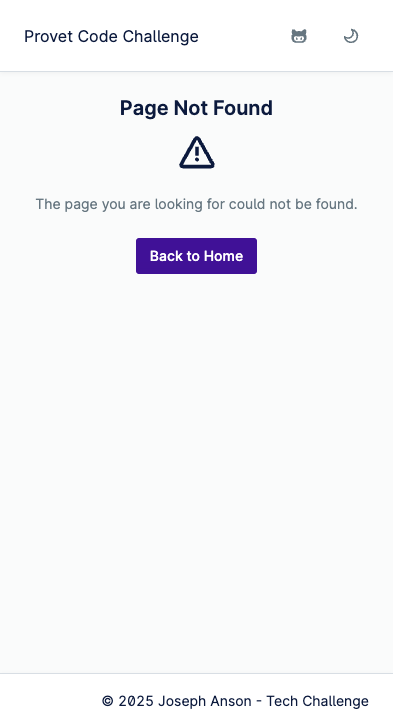 Provet Code Challenge
Page Not Found
The page you are looking for could not be found.
Back to Home
© 2025 Joseph Anson - Tech Challenge